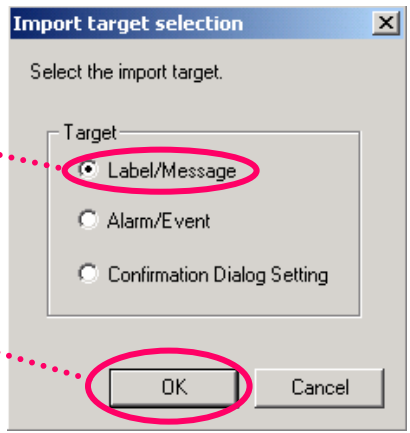 Import target selection
Select the import target.
Target
Label/Message
Alarm/Event
Confirmation Dialog Setting
OK Cancel